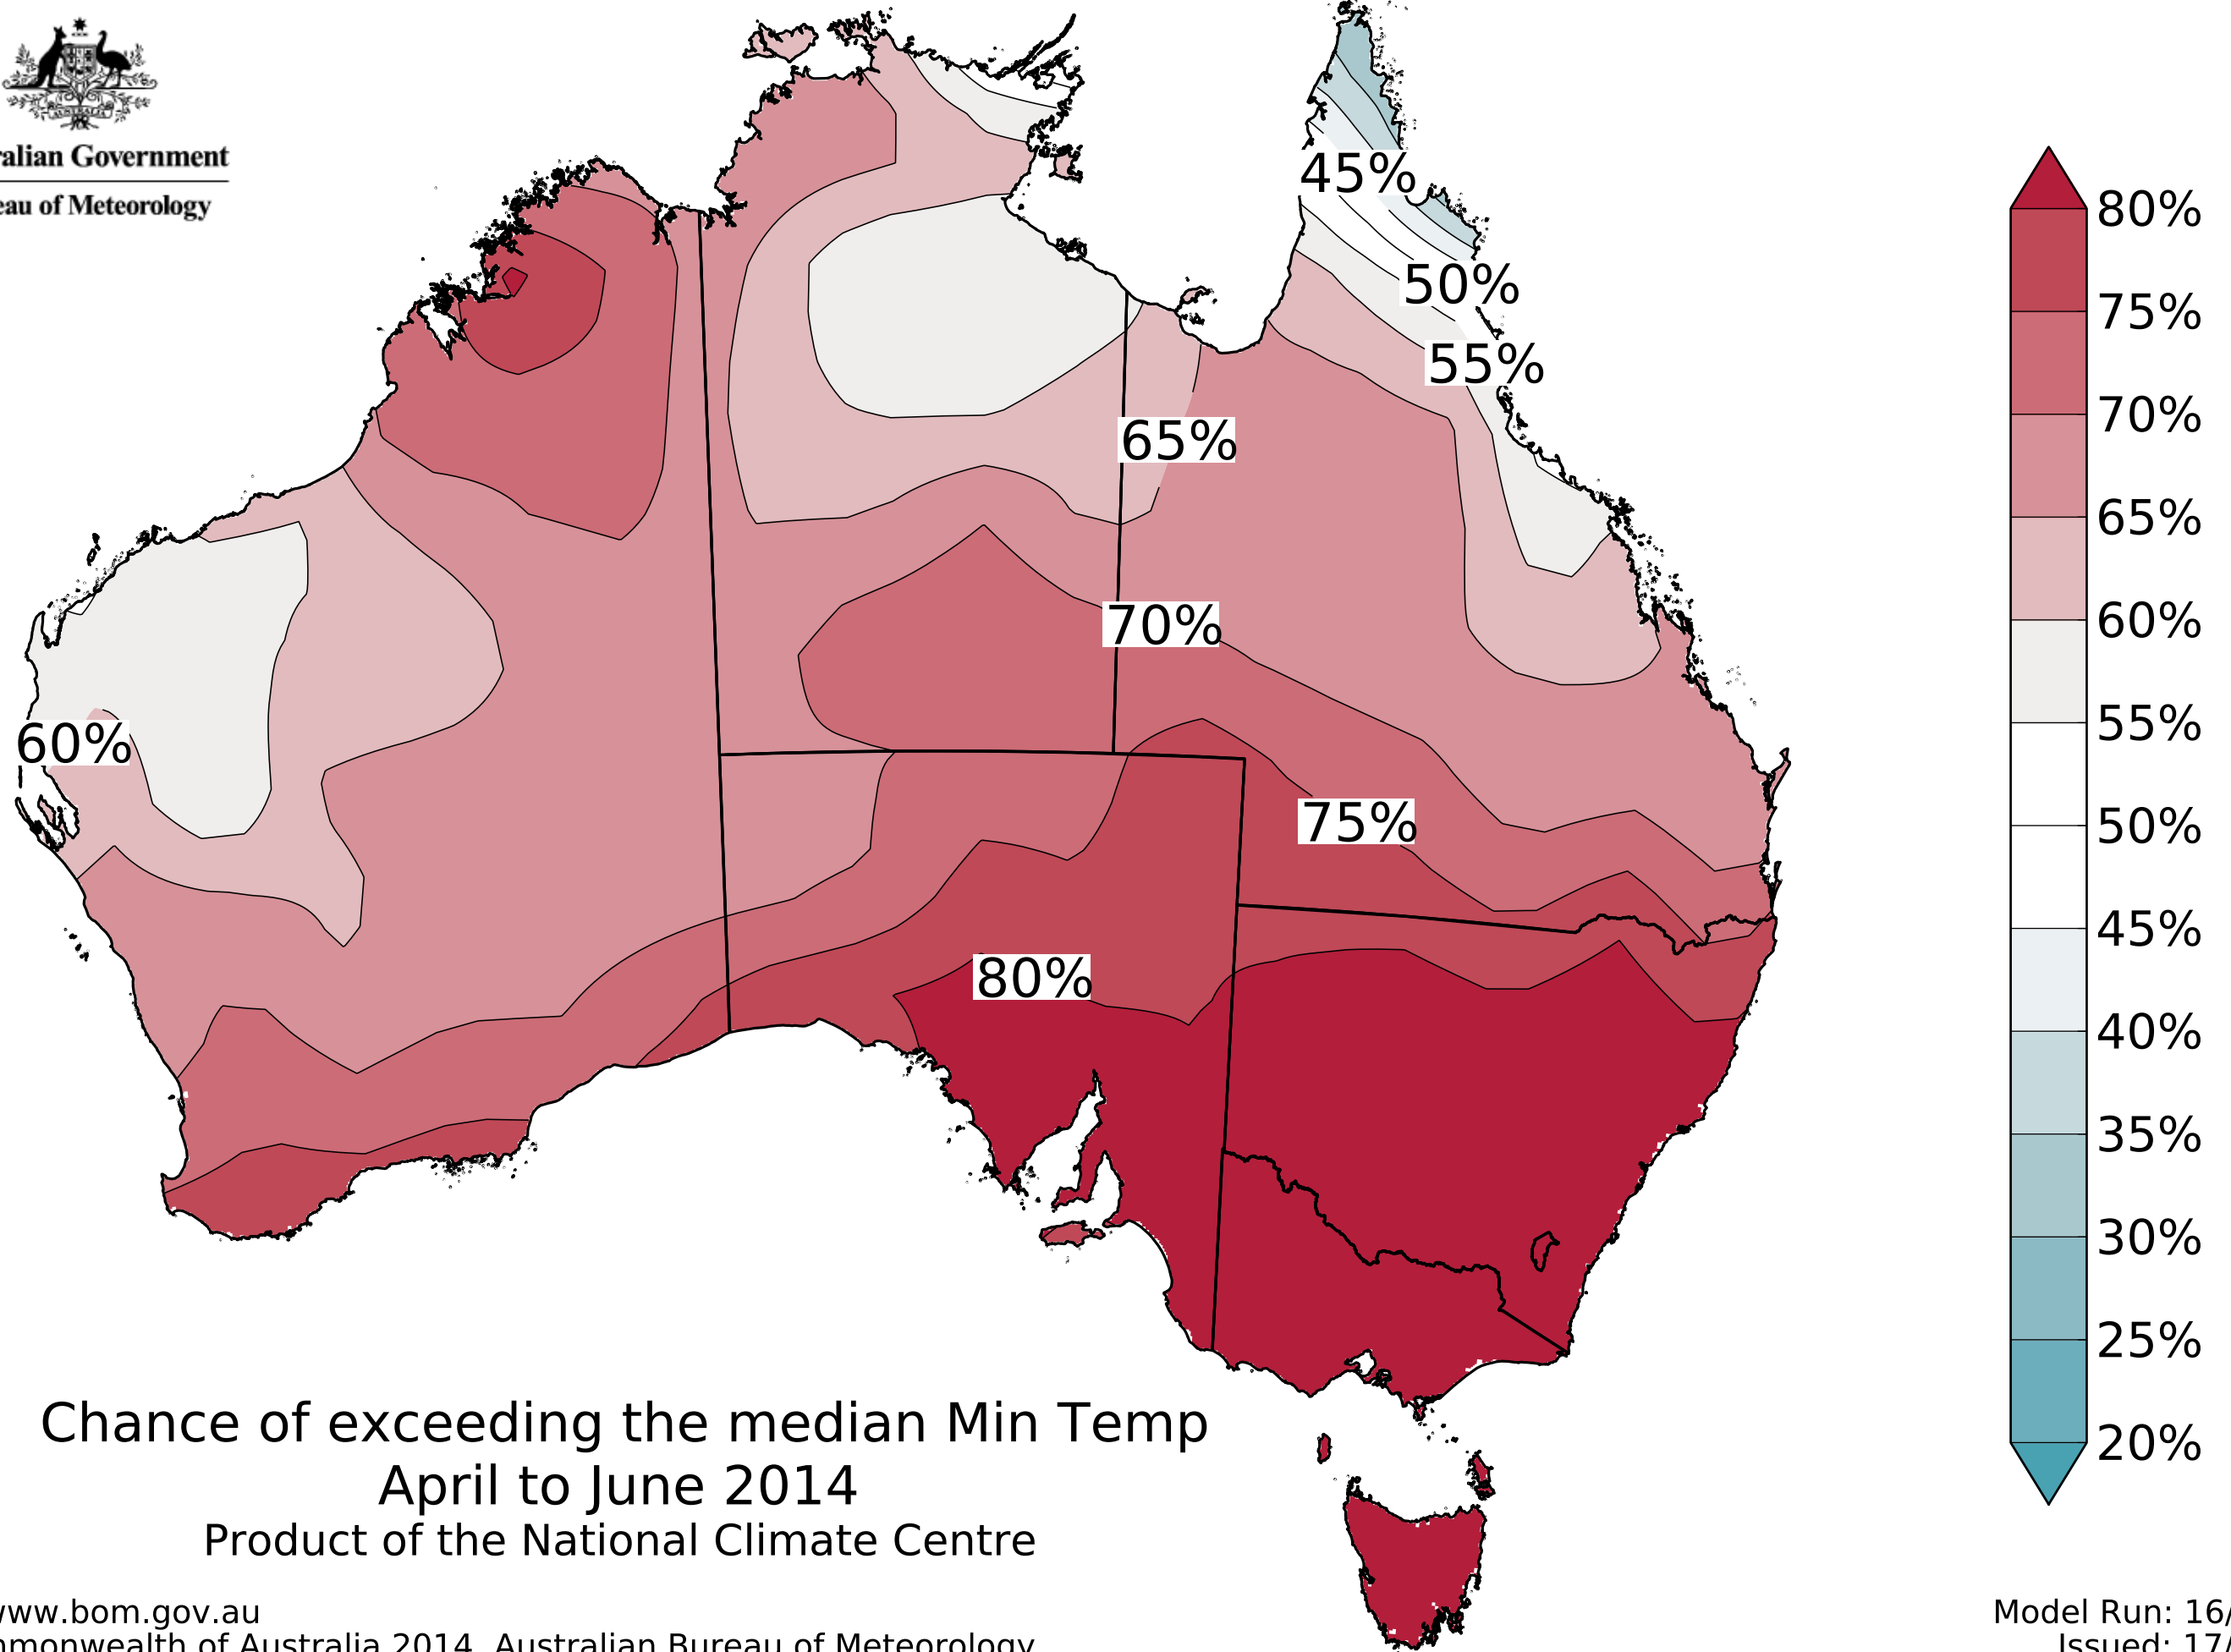 ralian Government
eau of Meteorology
45%
50%
55%
65%
70%
60%
75%
80%
80%
75%
70%
65%
60%
55%
50%
45%
40%
35%
30%
25%
20%
Chance of exceeding the median Min Temp
April to June 2014
Product of the National Climate Centre
www.bom.gov.au
mmonwealth of Australia 2014, Australian Bureau of Meteorology
Model Run: 16/
Issued: 17/